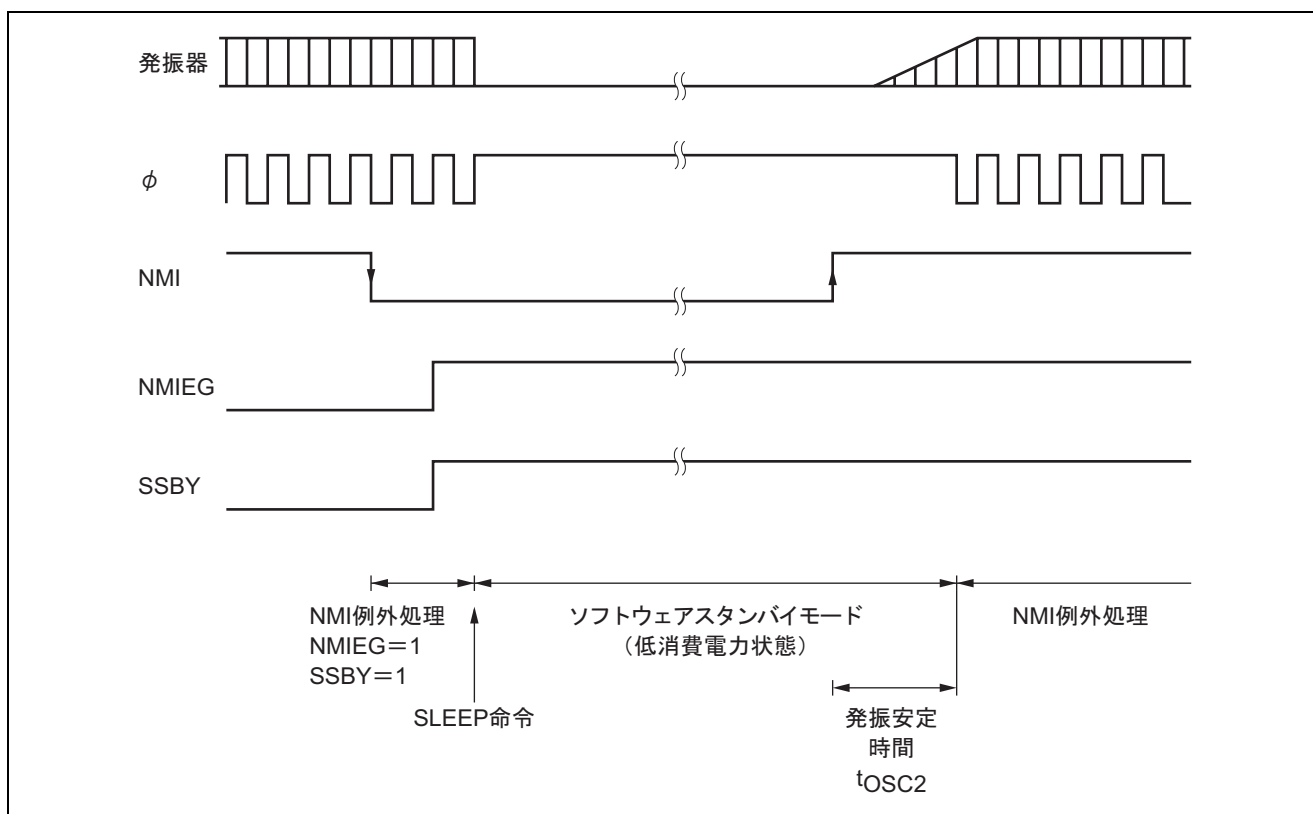 発振器
φ
NMI
NMIEG
SSBY
NMI例外処理
NMIEG＝1
SSBY＝1
SLEEP命令
ソフトウェアスタンバイモード
（低消費電力状態）
発振安定
時間
tOSC2
NMI例外処理